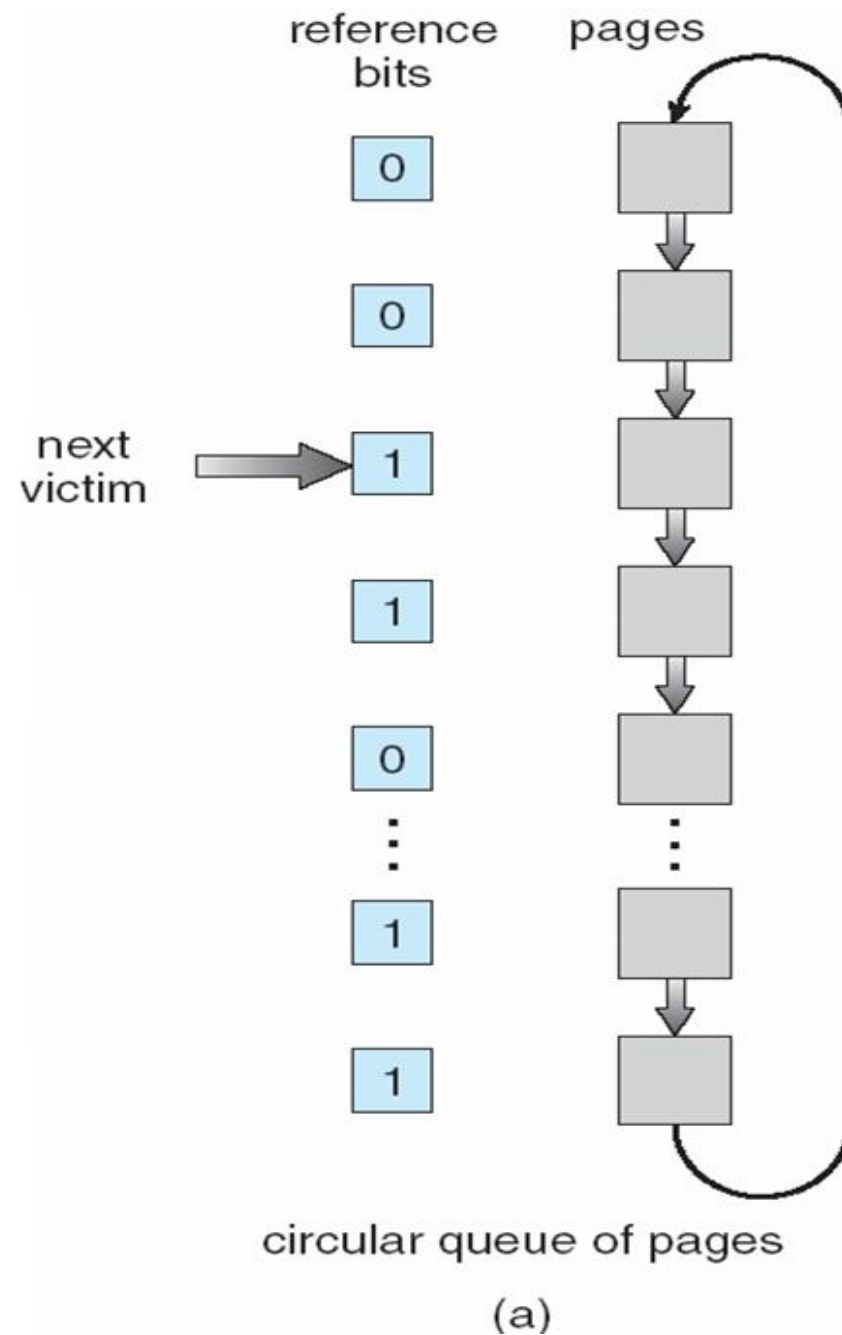 reference
bits
pages
0
0
next
victim
1
1
0
1
1
circular queue of pages
(a)